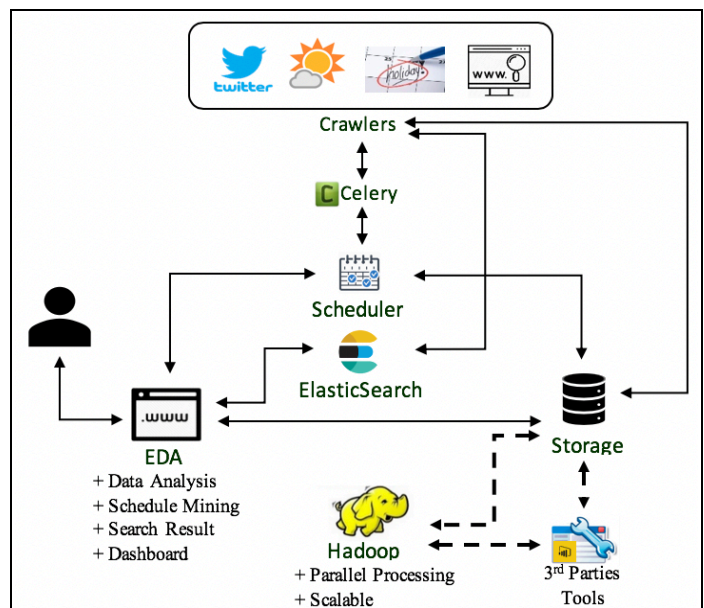 twitter
holiday
www.
Crawlers
C Celery
Scheduler
ElasticSearch
.www
EDA
+ Data Analysis
+ Schedule Mining
+ Search Result
+ Dashboard
Storage
Hadoop
+ Parallel Processing
+ Scalable
3rd Parties
Tools